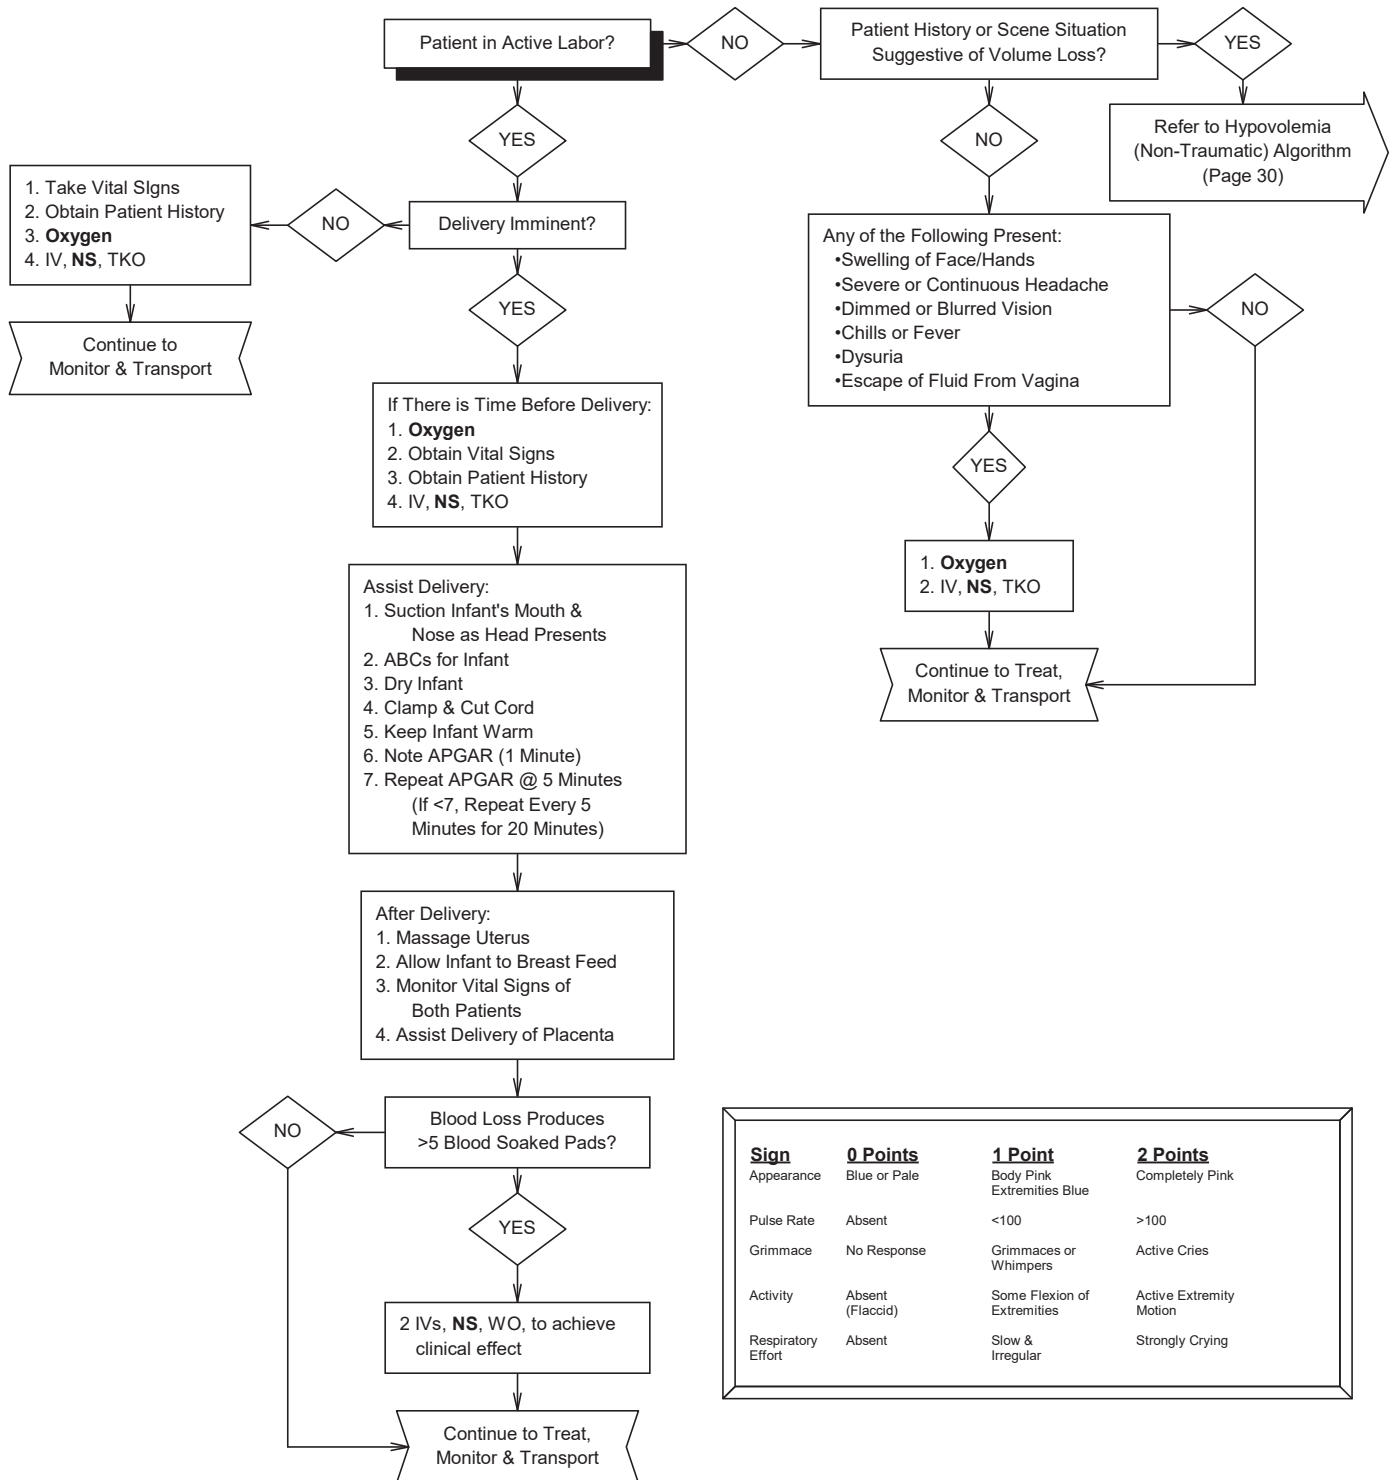 Patient in Active Labor?
NO
Patient History or Scene Situation
Suggestive of Volume Loss?
YES
Refer to Hypovolemia
(Non-Traumatic) Algorithm
(Page 30)
NO
Any of the Following Present:
•Swelling of Face/Hands
•Severe or Continuous Headache
•Dimmed or Blurred Vision
•Chills or Fever
•Dysuria
•Escape of Fluid From Vagina
NO
YES
1. Oxygen
2. IV, NS, TKO
Continue to Treat,
Monitor & Transport
YES
Delivery Imminent?
NO
1. Take Vital SIgns
2. Obtain Patient History
3. Oxygen
4. IV, NS, TKO
Continue to
Monitor & Transport
YES
If There is Time Before Delivery:
1. Oxygen
2. Obtain Vital Signs
3. Obtain Patient History
4. IV, NS, TKO
Assist Delivery:
1. Suction Infant's Mouth &
Nose as Head Presents
2. ABCs for Infant
3. Dry Infant
4. Clamp & Cut Cord
5. Keep Infant Warm
6. Note APGAR (1 Minute)
7. Repeat APGAR @ 5 Minutes
(If <7, Repeat Every 5
Minutes for 20 Minutes)
After Delivery:
1. Massage Uterus
2. Allow Infant to Breast Feed
3. Monitor Vital Signs of
Both Patients
4. Assist Delivery of Placenta
Blood Loss Produces
>5 Blood Soaked Pads?
NO
YES
2 IVs, NS, WO, to achieve
clinical effect
Continue to Treat,
Monitor & Transport
Sign 0 Points 1 Point 2 Points
Appearance Blue or Pale Body Pink Completely Pink
Extremities Blue
Pulse Rate Absent <100 >100
Grimmace No Response Grimmaces or Active Cries
Whimpers
Activity Absent Some Flexion of Active Extremity
(Flaccid) Extremities Motion
Respiratory Absent Slow & Strongly Crying
Effort Irregular